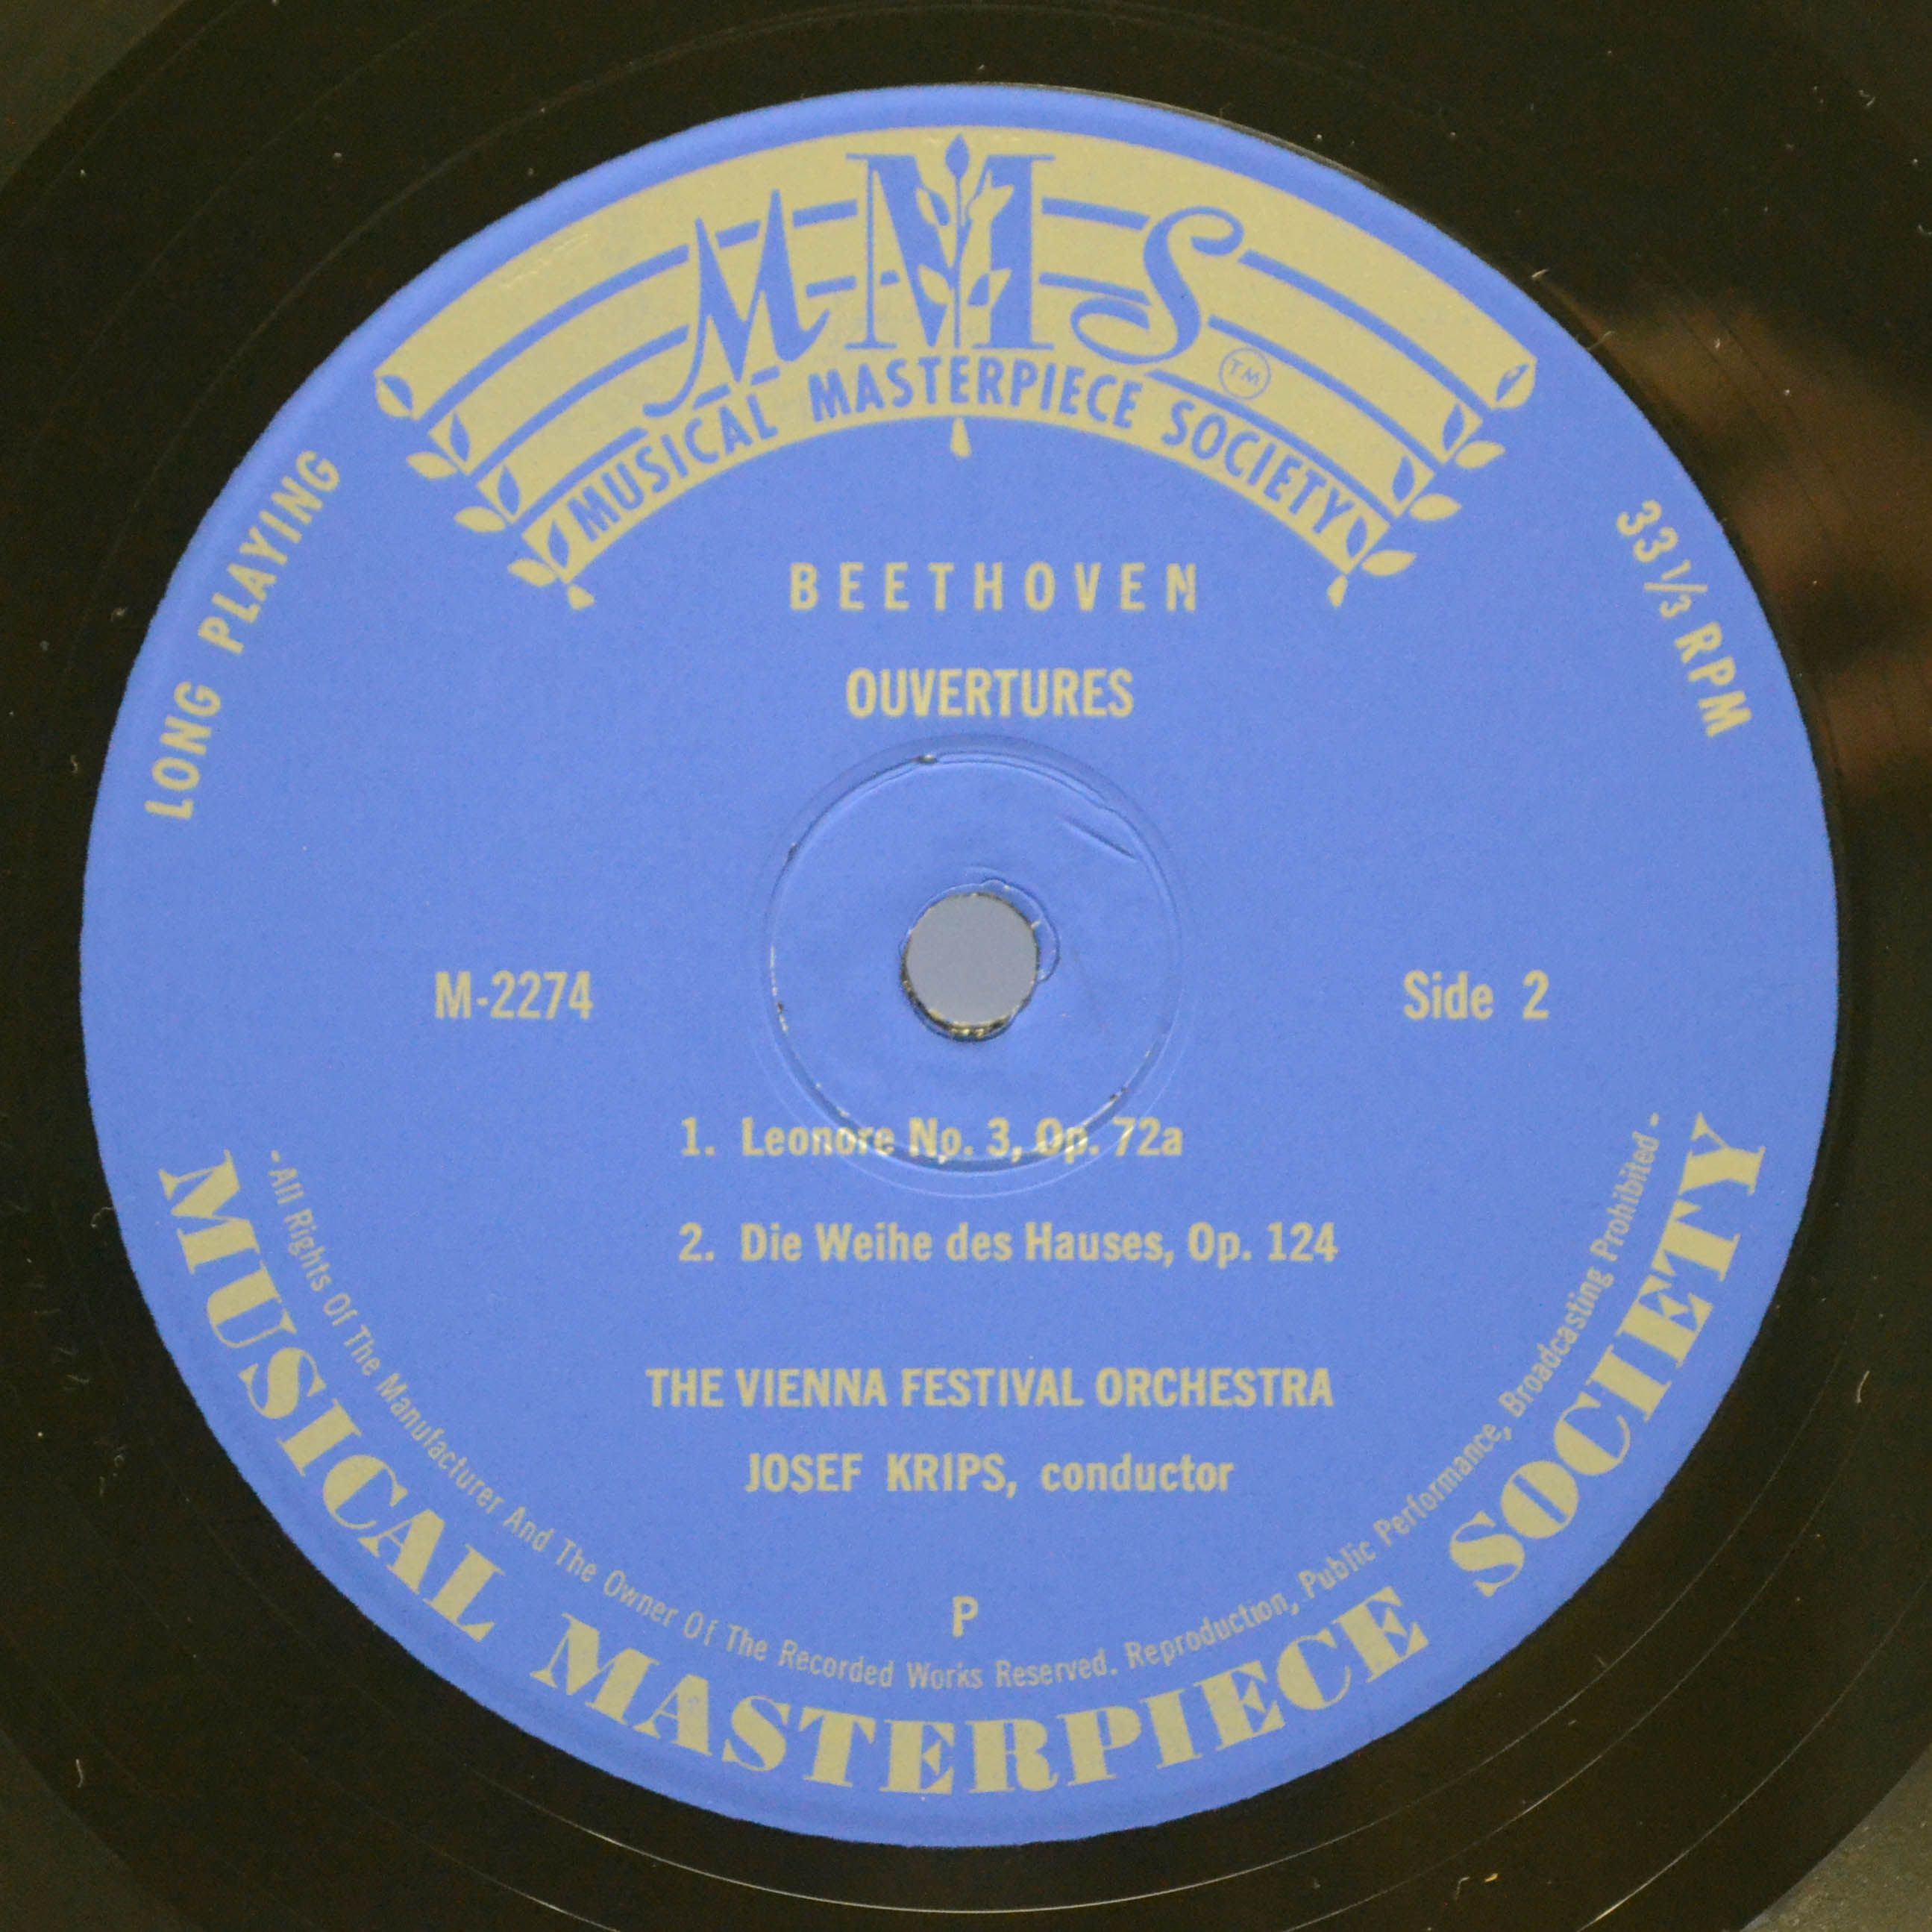 MMS
TM
MUSICAL MASTERPIECE SOCIETY
LONG PLAYING
33 1/3 RPM
BEETHOVEN
OUVERTURES
M-2274
Side 2
1. Leonore No. 3, Op. 72a
2. Die Weihe des Hauses, Op. 124
THE VIENNA FESTIVAL ORCHESTRA
JOSEF KRIPS, conductor
P
-All Rights Of The Manufacturer And The Owner Of The Recorded Works Reserved. Reproduction, Public Performance, Broadcasting Prohibited-
MUSICAL MASTERPIECE SOCIETY